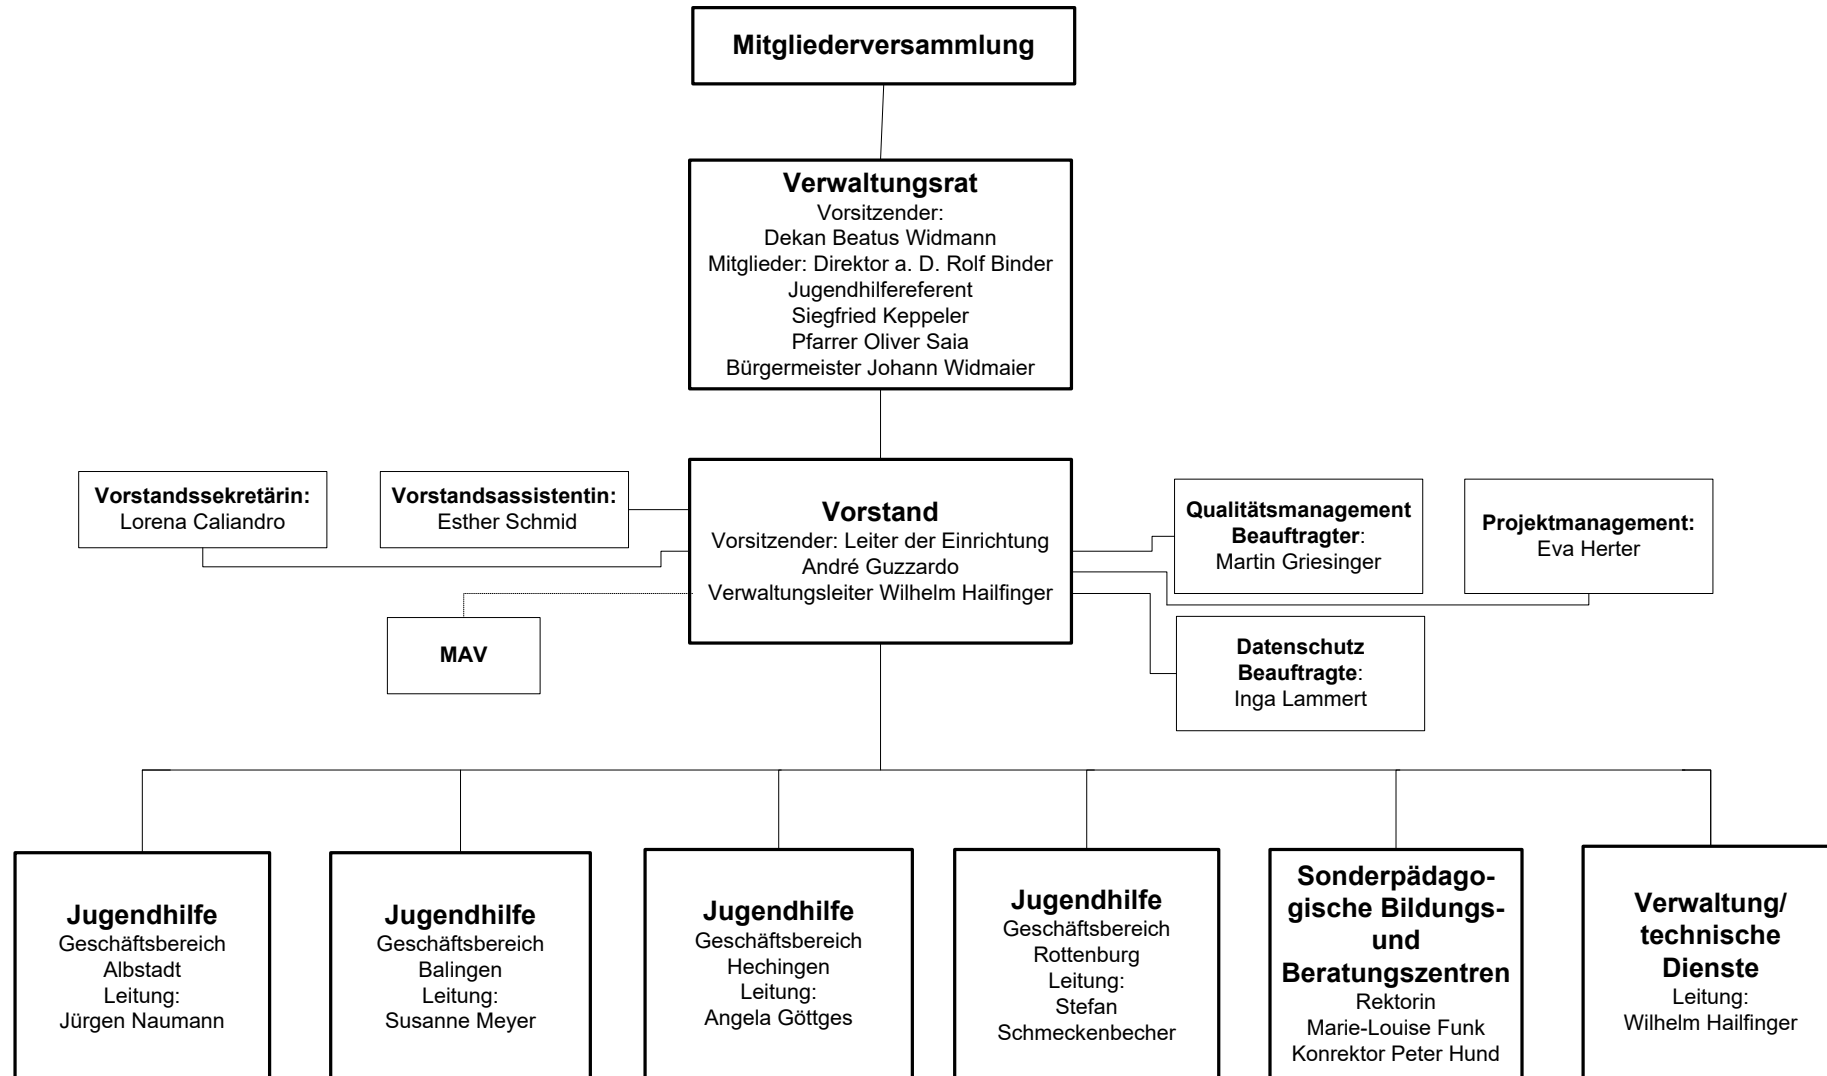 Mitgliederversammlung
Verwaltungsrat
Vorsitzender:
Dekan Beatus Widmann
Mitglieder: Direktor a. D. Rolf Binder
Jugendhilfereferent
Siegfried Keppeler
Pfarrer Oliver Saia
Bürgermeister Johann Widmaier
Vorstandssekretärin:
Lorena Caliandro
Vorstandsassistentin:
Esther Schmid
Vorstand
Vorsitzender: Leiter der Einrichtung
André Guzzardo
Verwaltungsleiter Wilhelm Hailfinger
Qualitätsmanagement
Beauftragter:
Martin Griesinger
Projektmanagement:
Eva Herter
MAV
Datenschutz
Beauftragte:
Inga Lammert
Jugendhilfe
Geschäftsbereich
Albstadt
Leitung:
Jürgen Naumann
Jugendhilfe
Geschäftsbereich
Balingen
Leitung:
Susanne Meyer
Jugendhilfe
Geschäftsbereich
Hechingen
Leitung:
Angela Göttges
Jugendhilfe
Geschäftsbereich
Rottenburg
Leitung:
Stefan
Schmeckenbecher
Sonderpädago-
gische Bildungs-
und
Beratungszentren
Rektorin
Marie-Louise Funk
Konrektor Peter Hund
Verwaltung/
technische
Dienste
Leitung:
Wilhelm Hailfinger